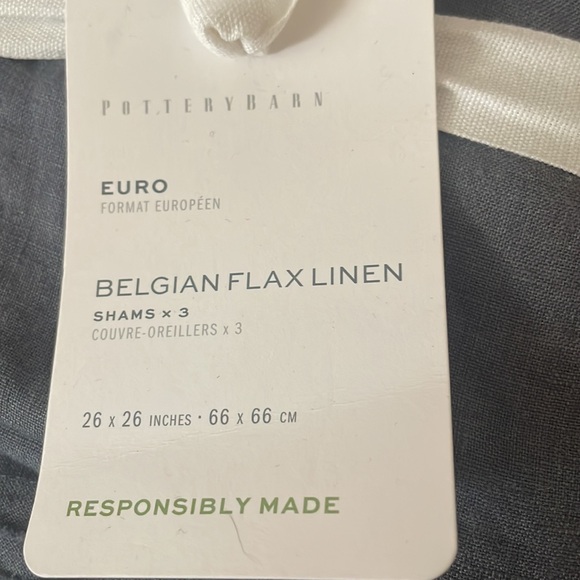 POTTERYBARN
EURO
FORMAT EUROPÉEN
BELGIAN FLAX LINEN
SHAMS x 3
COUVRE-OREILLERS x 3
26 x 26 INCHES · 66 x 66 CM
RESPONSIBLY MADE